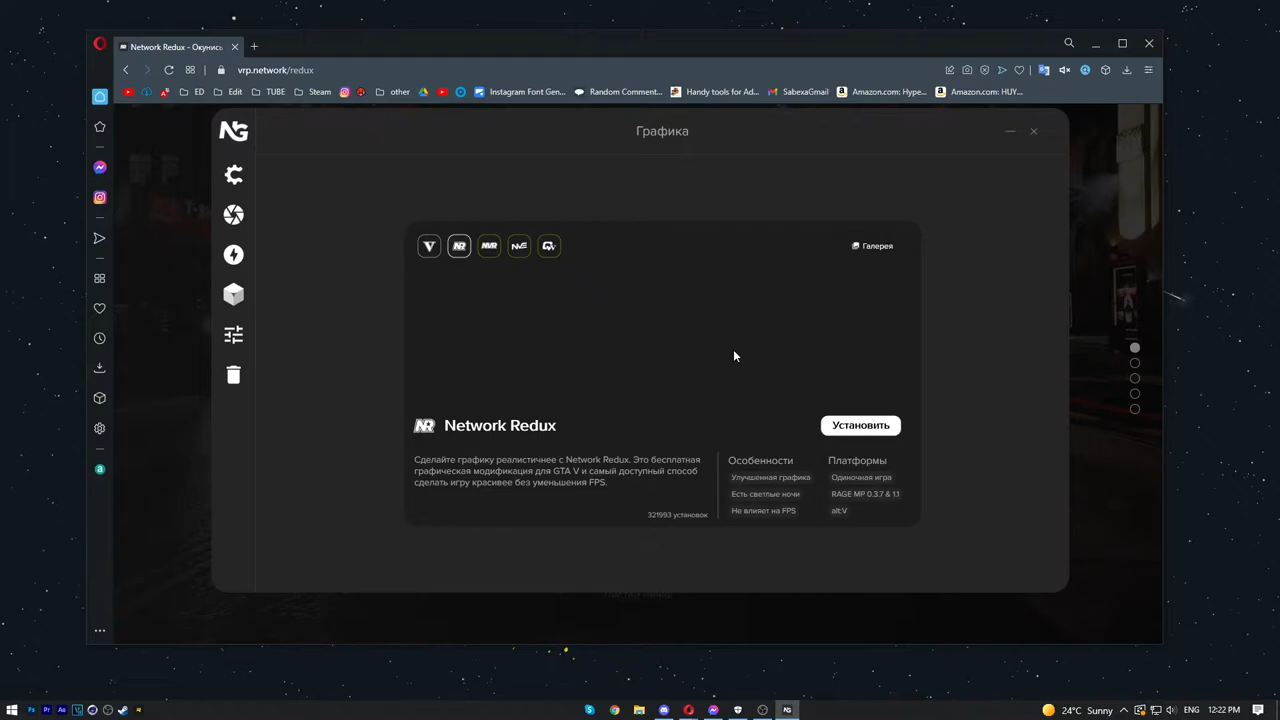 Network Redux - Окунись
vrp.network/redux
ED
Edit
TUBE
Steam
other
Instagram Font Gen...
Random Comment...
Handy tools for Ad...
SabexaGmail
Amazon.com: Hype...
Amazon.com: HUY...
NG
Графика
V
NR
NVR
NVE
QV
Галерея
NR
Network Redux
Установить
Сделайте графику реалистичнее с Network Redux. Это бесплатная
графическая модификация для GTA V и самый доступный способ
сделать игру красивее без уменьшения FPS.
321993 установок
Особенности
Улучшенная графика
Есть светлые ночи
Не влияет на FPS
Платформы
Одиночная игра
RAGE MP 0.3.7 & 1.1
alt:V
24°C Sunny
12:22 PM